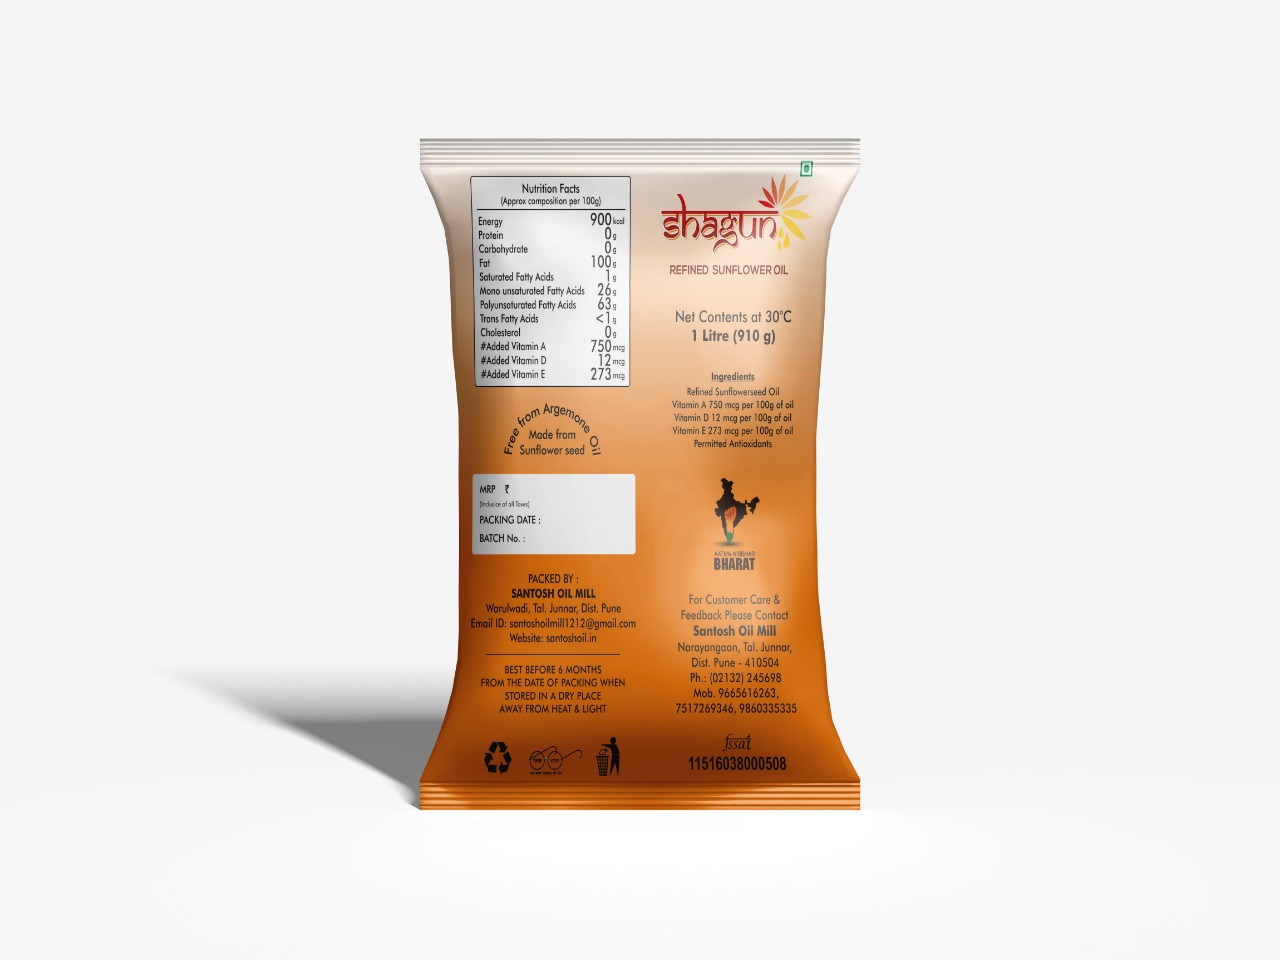 Nutrition Facts
(Approx composition per 100g)
Energy 900 kcal
Protein 0 g
Carbohydrate 0 g
Fat 100 g
Saturated Fatty Acids 1 g
Mono unsaturated Fatty Acids 26 g
Polyunsaturated Fatty Acids 63 g
Trans Fatty Acids <1 g
Cholesterol 0 g
#Added Vitamin A 750 mcg
#Added Vitamin D 12 mcg
#Added Vitamin E 273 mcg
Free from Argemone Oil
Made from
Sunflower seed
MRP ₹
(Inclusice of all Taxes)
PACKING DATE :
BATCH No. :
PACKED BY :
SANTOSH OIL MILL
Warulwadi, Tal. Junnar, Dist. Pune
Email ID: santoshoilmill1212@gmail.com
Website: santoshoil.in
BEST BEFORE 6 MONTHS
FROM THE DATE OF PACKING WHEN
STORED IN A DRY PLACE
AWAY FROM HEAT & LIGHT
shagun
REFINED SUNFLOWER OIL
Net Contents at 30°C
1 Litre (910 g)
Ingredients
Refined Sunflowerseed Oil
Vitamin A 750 mcg per 100g of oil
Vitamin D 12 mcg per 100g of oil
Vitamin E 273 mcg per 100g of oil
Permitted Antioxidants
AATMA-NIRBHAR
BHARAT
For Customer Care &
Feedback Please Contact
Santosh Oil Mill
Narayangaon, Tal. Junnar,
Dist. Pune - 410504
Ph.: (02132) 245698
Mob. 9665616263,
7517269346, 9860335335
fssai
11516038000508